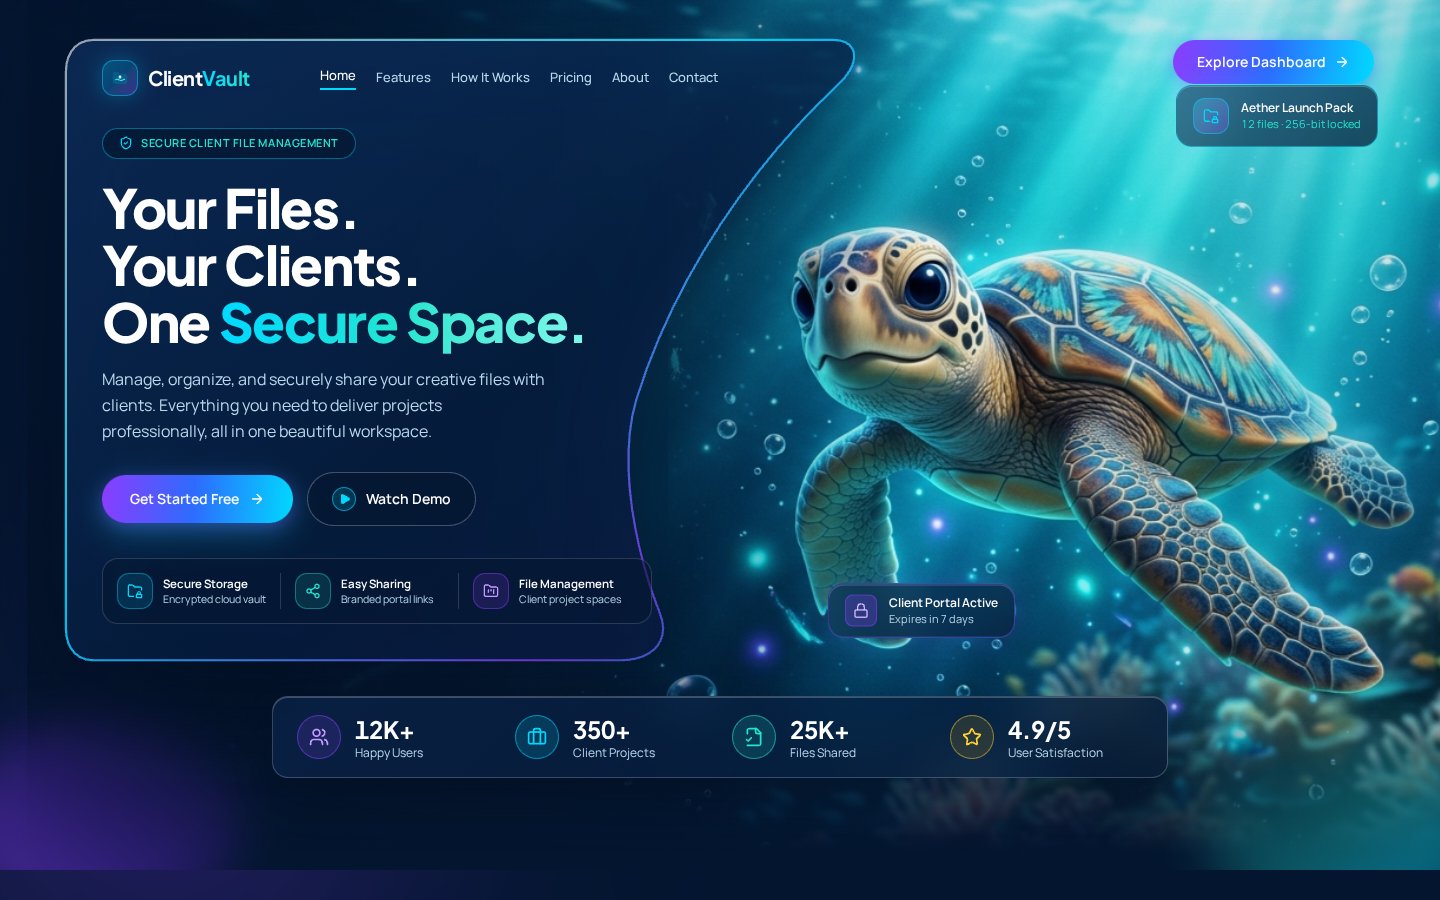 ClientVault
Home Features How It Works Pricing About Contact
Explore Dashboard
Aether Launch Pack
12 files · 256-bit locked
SECURE CLIENT FILE MANAGEMENT
Your Files.
Your Clients.
One Secure Space.
Manage, organize, and securely share your creative files with
clients. Everything you need to deliver projects
professionally, all in one beautiful workspace.
Get Started Free
Watch Demo
Secure Storage
Encrypted cloud vault
Easy Sharing
Branded portal links
File Management
Client project spaces
Client Portal Active
Expires in 7 days
12K+
Happy Users
350+
Client Projects
25K+
Files Shared
4.9/5
User Satisfaction